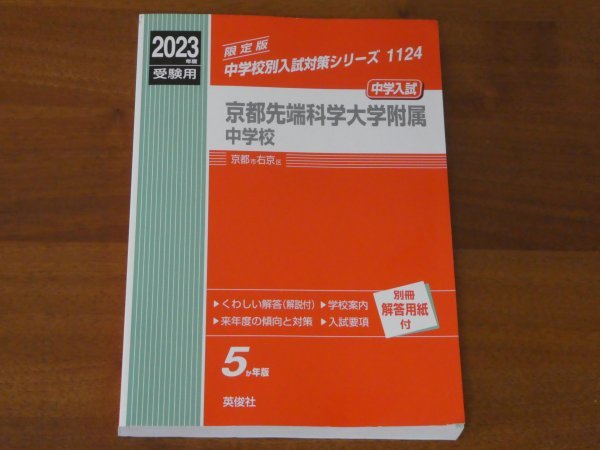 2023年版
受験用
限定版
中学校別入試対策シリーズ 1124
中学入試
京都先端科学大学附属
中学校
京都市右京区
▶くわしい解答(解説付) ▶学校案内
▶来年度の傾向と対策 ▶入試要項
別冊
解答用紙
付
5か年版
英俊社